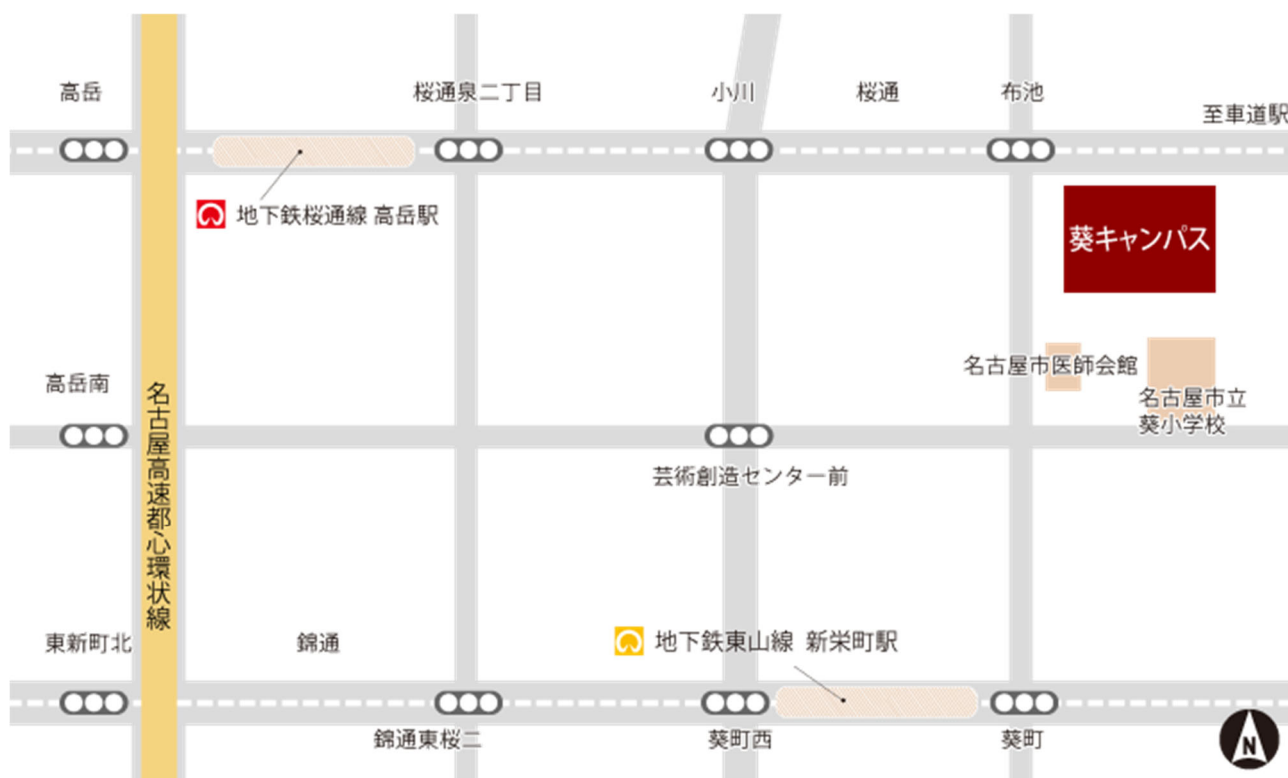 高岳
桜通泉二丁目
小川
桜通
布池
至車道駅
地下鉄桜通線 高岳駅
葵キャンパス
名古屋市医師会館
高岳南
名古屋市立
葵小学校
名古屋高速都心環状線
芸術創造センター前
東新町北
錦通
地下鉄東山線 新栄町駅
錦通東桜二
葵町西
葵町
N